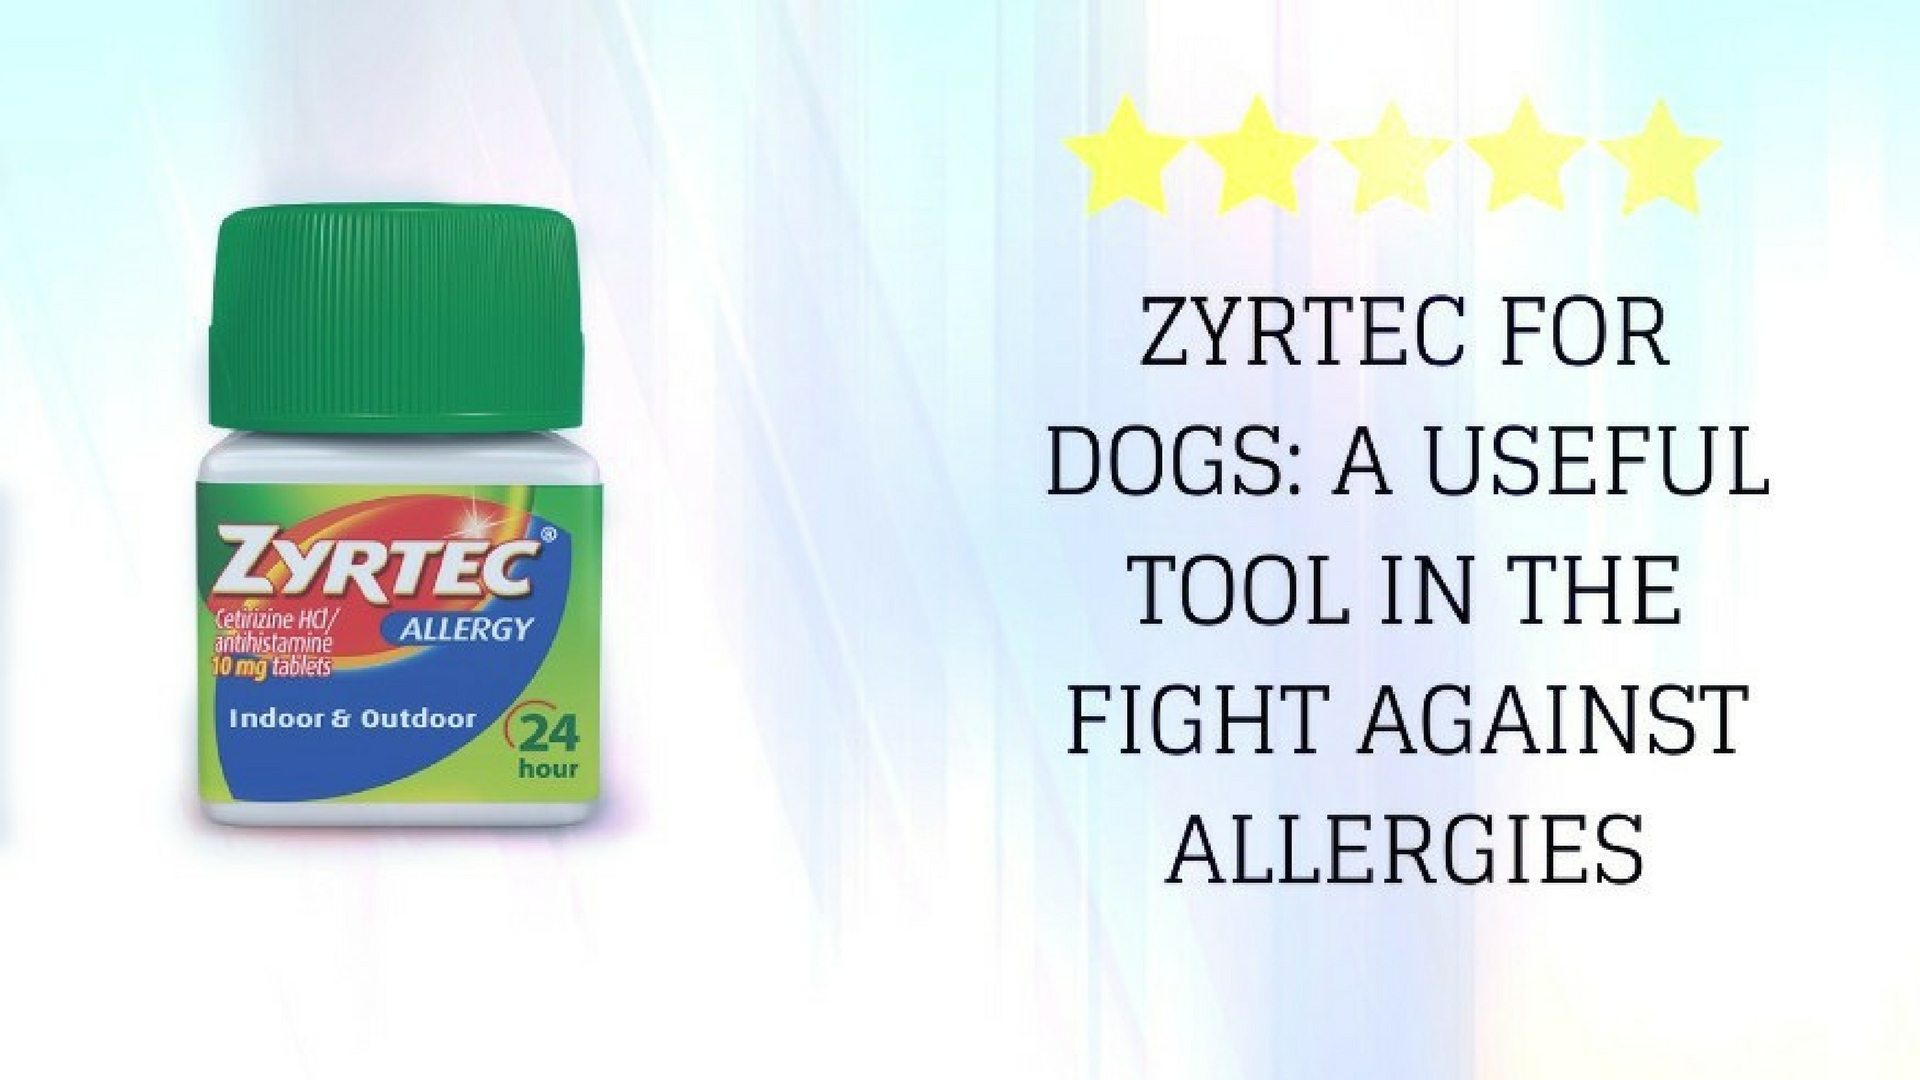 ZYRTEC®
Cetirizine HCl/
antihistamine
10 mg tablets
ALLERGY
Indoor & Outdoor
24
hour
ZYRTEC FOR
DOGS: A USEFUL
TOOL IN THE
FIGHT AGAINST
ALLERGIES